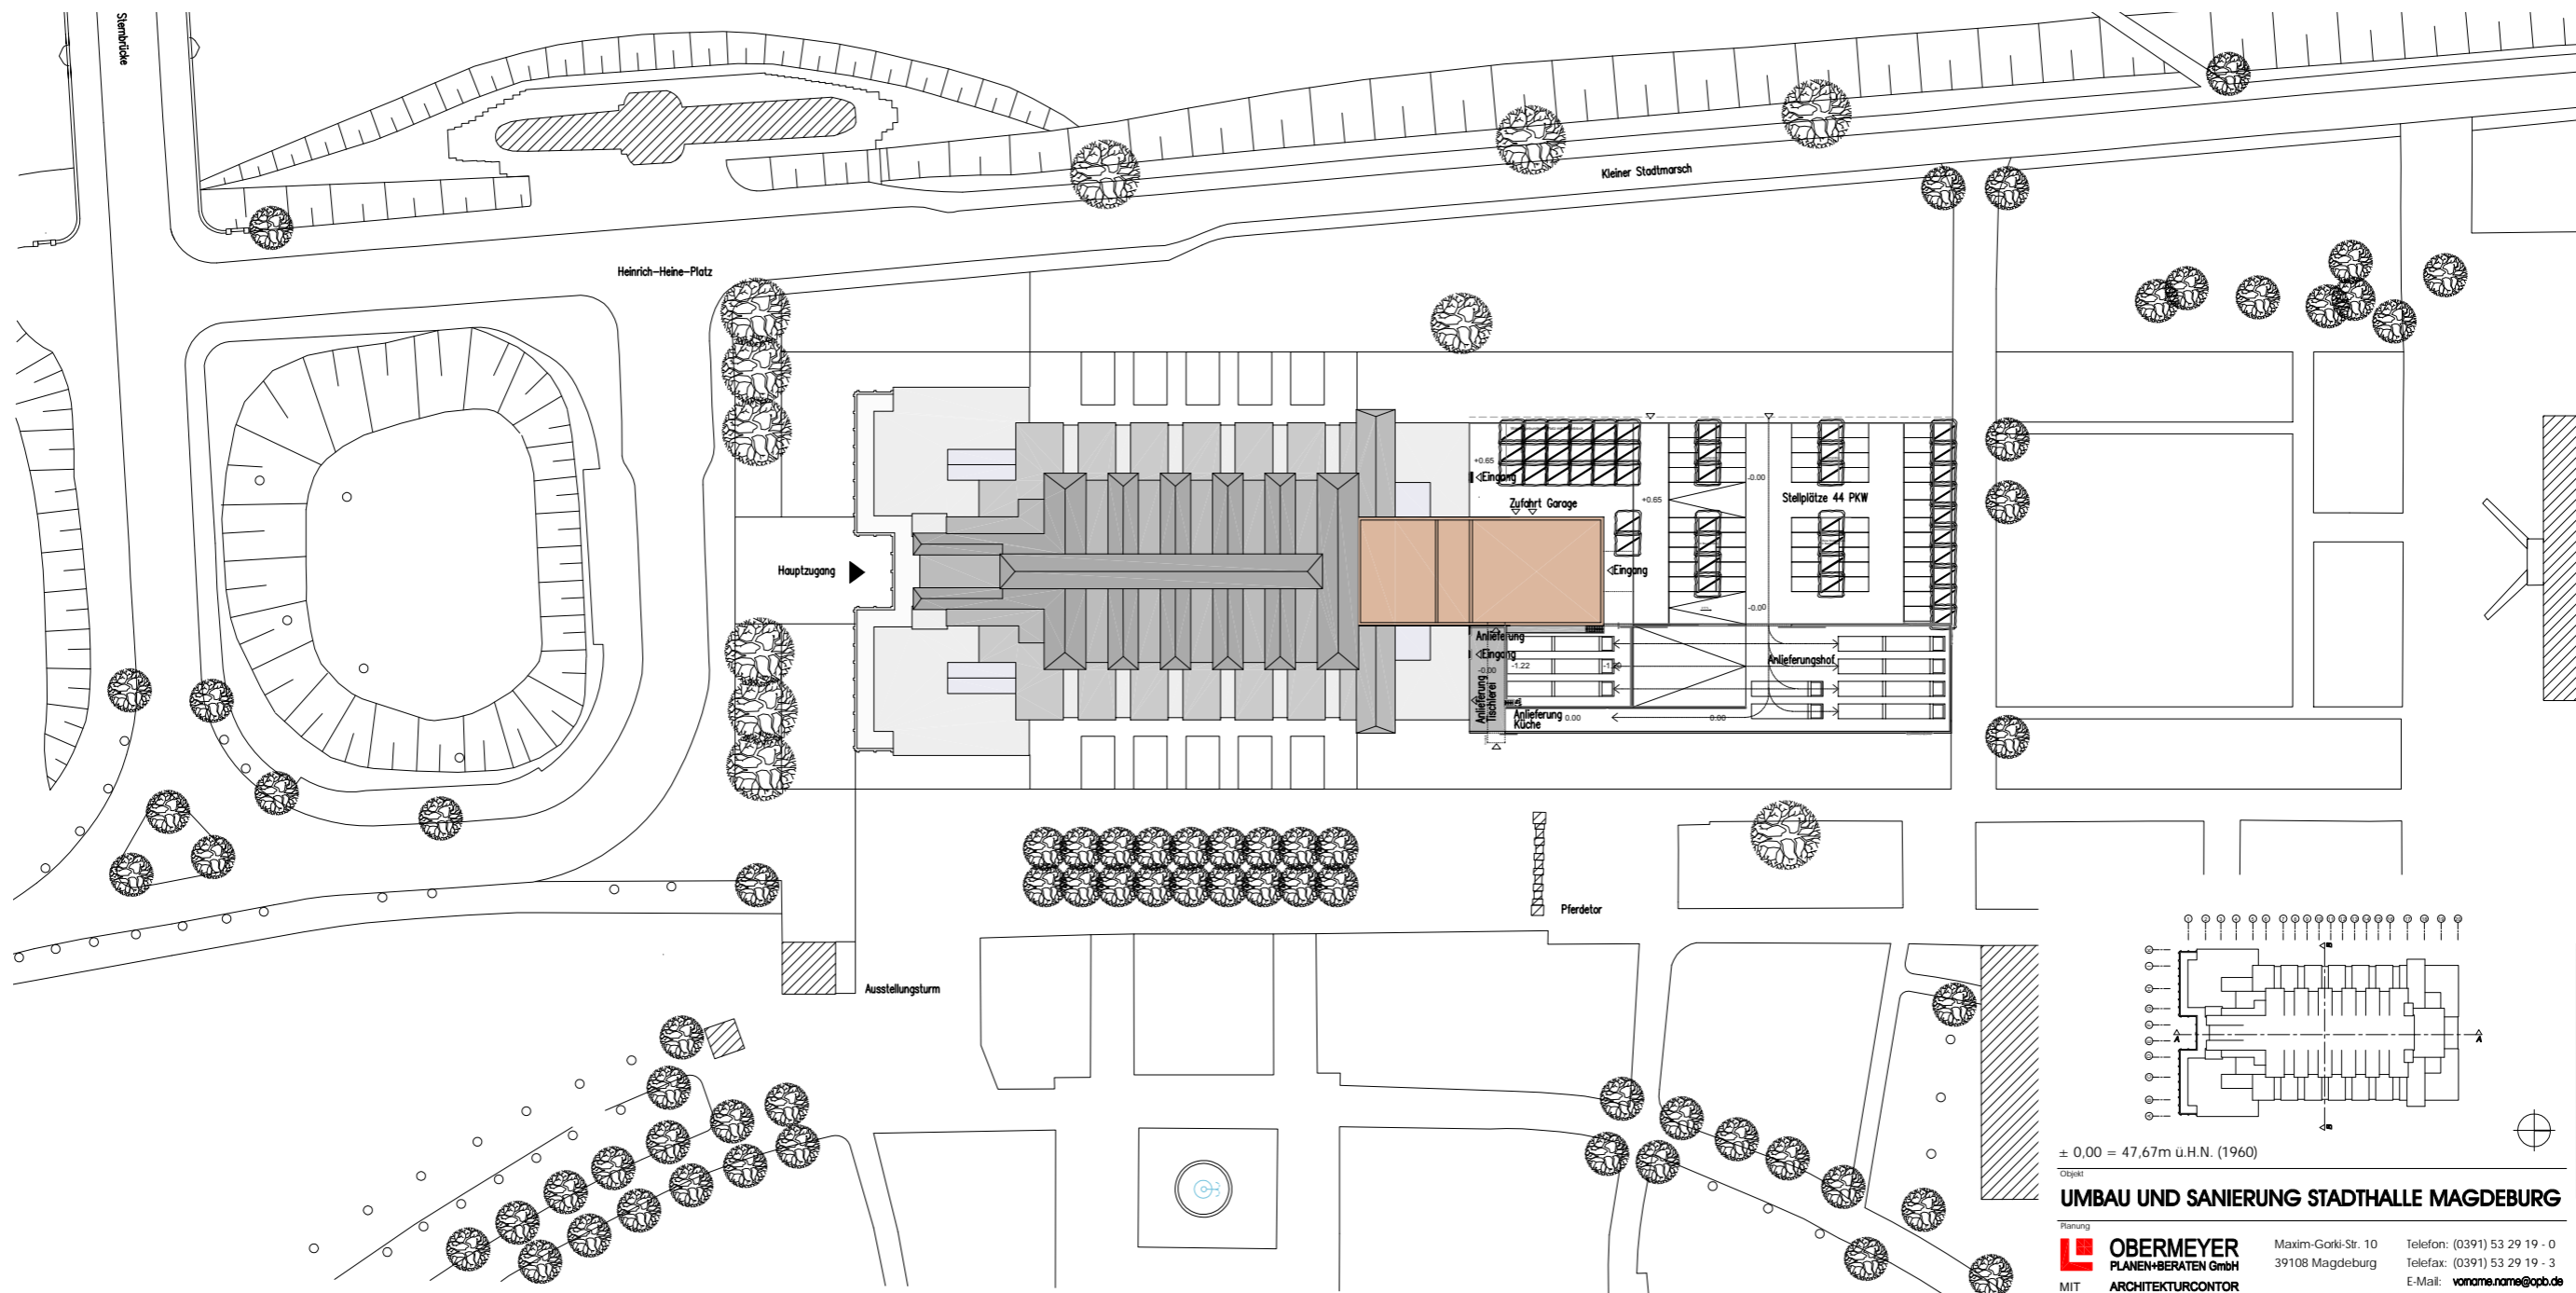 Sternbrücke
Kleiner Stadtmarsch
Heinrich-Heine-Platz
+0.65
◁Eingang
Zufahrt Garage
+0.65
-0.00
Stellplätze 44 PKW
Hauptzugang
◁Eingang
-0.00
Anlieferung
◁Eingang
-0.00
-1.22
Anlieferungshof
Anlieferung
Tischlerei
Anlieferung
Küche
0.00
0.00
Pferdetor
Ausstellungsturm
A
A
± 0,00 = 47,67m ü.H.N. (1960)
Objekt
UMBAU UND SANIERUNG STADTHALLE MAGDEBURG
Planung
OBERMEYER
PLANEN+BERATEN GmbH
MIT ARCHITEKTURCONTOR
Maxim-Gorki-Str. 10
39108 Magdeburg
Telefon: (0391) 53 29 19 - 0
Telefax: (0391) 53 29 19 - 3
E-Mail: vorname.name@opb.de